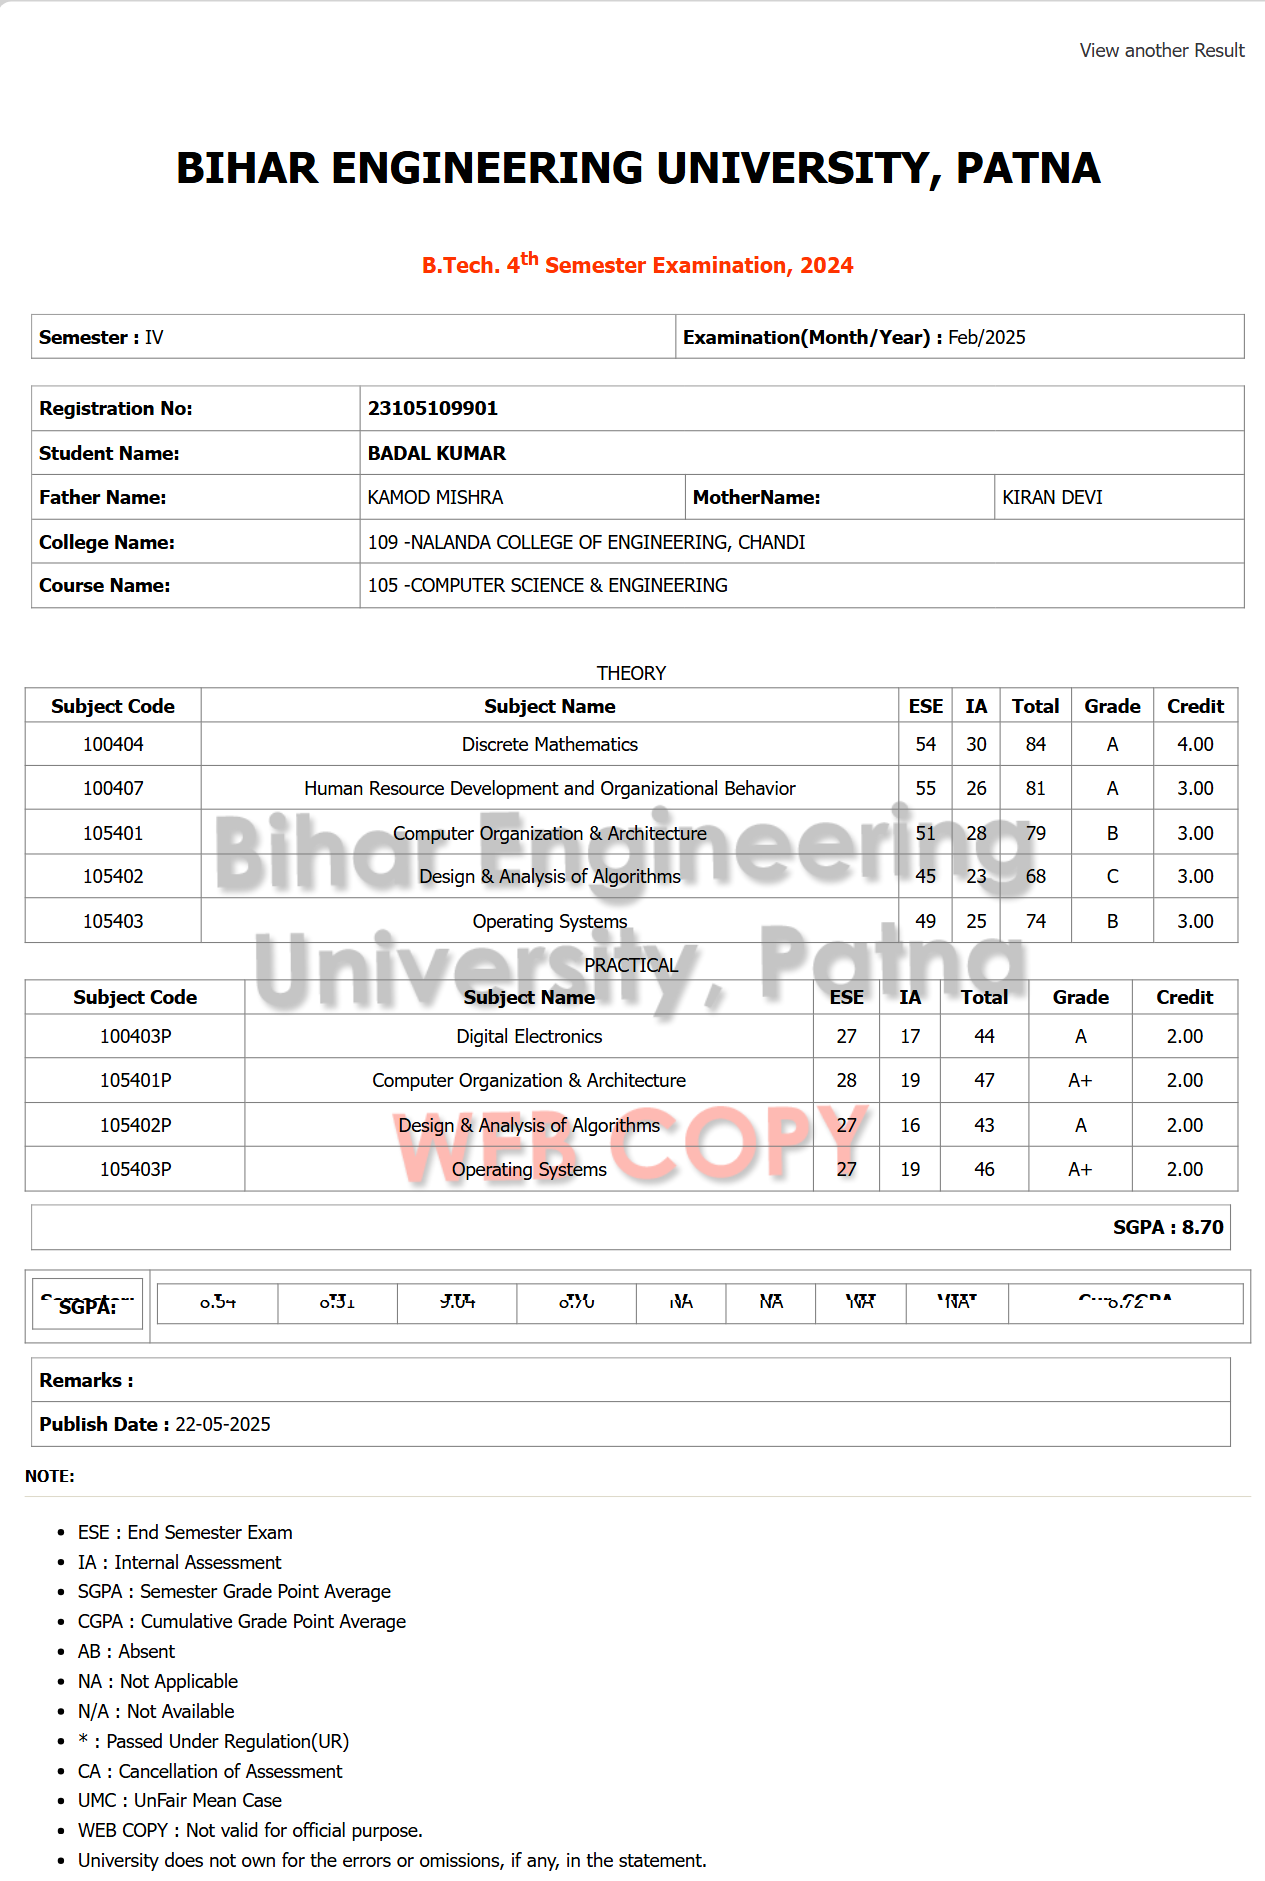 View another Result
BIHAR ENGINEERING UNIVERSITY, PATNA
B.Tech. 4th Semester Examination, 2024
Semester : IV Examination(Month/Year) : Feb/2025
Registration No: 23105109901
Student Name: BADAL KUMAR
Father Name: KAMOD MISHRA MotherName: KIRAN DEVI
College Name: 109 -NALANDA COLLEGE OF ENGINEERING, CHANDI
Course Name: 105 -COMPUTER SCIENCE & ENGINEERING
THEORY
Subject Code Subject Name ESE IA Total Grade Credit
100404 Discrete Mathematics 54 30 84 A 4.00
100407 Human Resource Development and Organizational Behavior 55 26 81 A 3.00
105401 Computer Organization & Architecture 51 28 79 B 3.00
105402 Design & Analysis of Algorithms 45 23 68 C 3.00
105403 Operating Systems 49 25 74 B 3.00
Bihar Engineering
University, Patna
PRACTICAL
Subject Code Subject Name ESE IA Total Grade Credit
100403P Digital Electronics 27 17 44 A 2.00
105401P Computer Organization & Architecture 28 19 47 A+ 2.00
105402P Design & Analysis of Algorithms 27 16 43 A 2.00
105403P Operating Systems 27 19 46 A+ 2.00
WEB COPY
SGPA : 8.70
SGPA: NA NA NA NA
Remarks :
Publish Date : 22-05-2025
NOTE:
• ESE : End Semester Exam
• IA : Internal Assessment
• SGPA : Semester Grade Point Average
• CGPA : Cumulative Grade Point Average
• AB : Absent
• NA : Not Applicable
• N/A : Not Available
• * : Passed Under Regulation(UR)
• CA : Cancellation of Assessment
• UMC : UnFair Mean Case
• WEB COPY : Not valid for official purpose.
• University does not own for the errors or omissions, if any, in the statement.